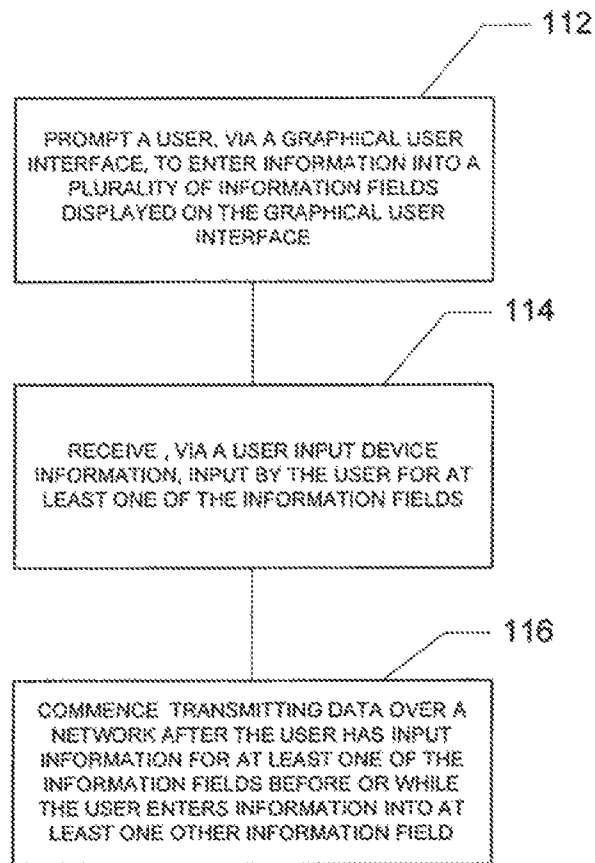 112
PROMPT A USER, VIA A GRAPHICAL USER
INTERFACE, TO ENTER INFORMATION INTO A
PLURALITY OF INFORMATION FIELDS
DISPLAYED ON THE GRAPHICAL USER
INTERFACE
114
RECEIVE , VIA A USER INPUT DEVICE
INFORMATION, INPUT BY THE USER FOR AT
LEAST ONE OF THE INFORMATION FIELDS
116
COMMENCE TRANSMITTING DATA OVER A
NETWORK AFTER THE USER HAS INPUT
INFORMATION FOR AT LEAST ONE OF THE
INFORMATION FIELDS BEFORE OR WHILE
THE USER ENTERS INFORMATION INTO AT
LEAST ONE OTHER INFORMATION FIELD